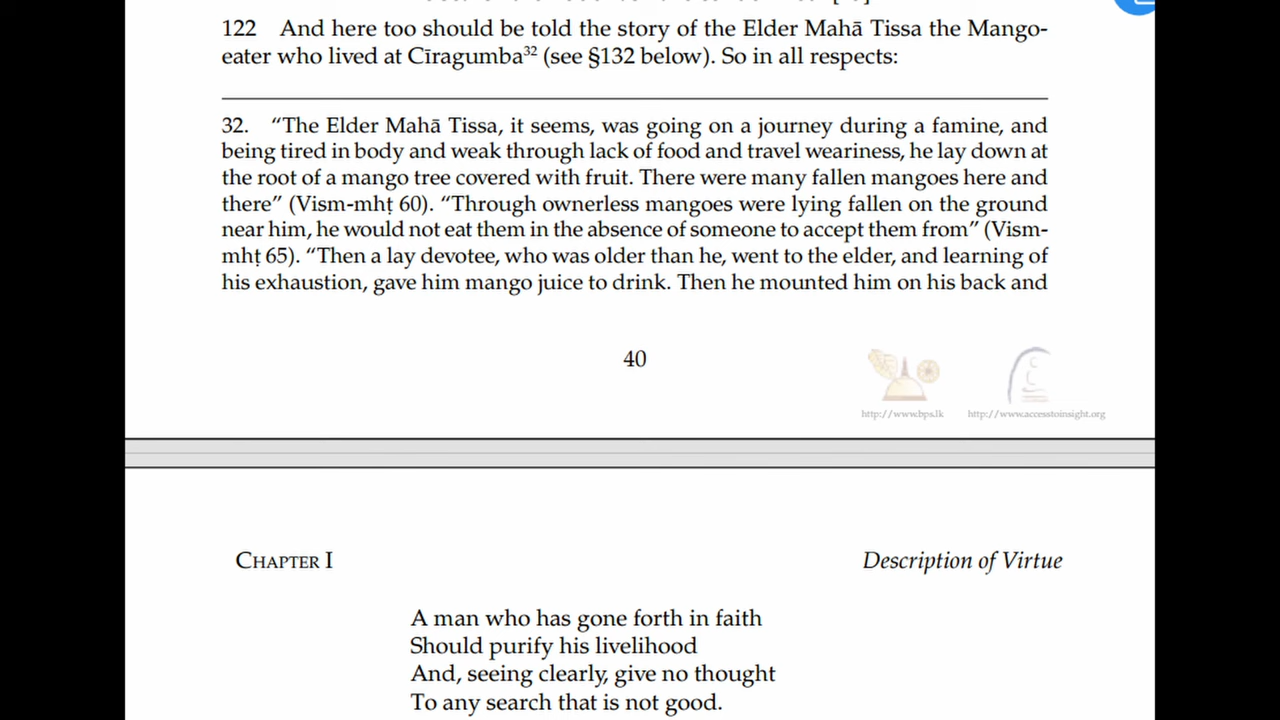 122 And here too should be told the story of the Elder Mahā Tissa the Mango-
eater who lived at Cīragumba³² (see §132 below). So in all respects:
32. “The Elder Mahā Tissa, it seems, was going on a journey during a famine, and
being tired in body and weak through lack of food and travel weariness, he lay down at
the root of a mango tree covered with fruit. There were many fallen mangoes here and
there” (Vism-mhṭ 60). “Through ownerless mangoes were lying fallen on the ground
near him, he would not eat them in the absence of someone to accept them from” (Vism-
mhṭ 65). “Then a lay devotee, who was older than he, went to the elder, and learning of
his exhaustion, gave him mango juice to drink. Then he mounted him on his back and
40
http://www.bps.lk http://www.accesstoinsight.org
CHAPTER I Description of Virtue
A man who has gone forth in faith
Should purify his livelihood
And, seeing clearly, give no thought
To any search that is not good.